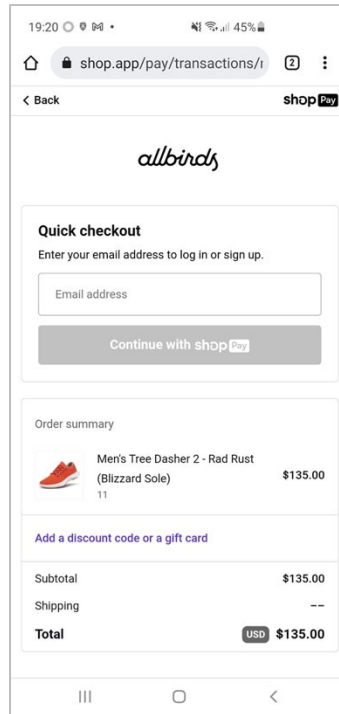 19:20
45%
shop.app/pay/transactions/
2
< Back
shop Pay
allbirds
Quick checkout
Enter your email address to log in or sign up.
Email address
Continue with shop Pay
Order summary
Men's Tree Dasher 2 - Rad Rust
(Blizzard Sole)
$135.00
11
Add a discount code or a gift card
Subtotal
$135.00
Shipping
--
Total
USD $135.00